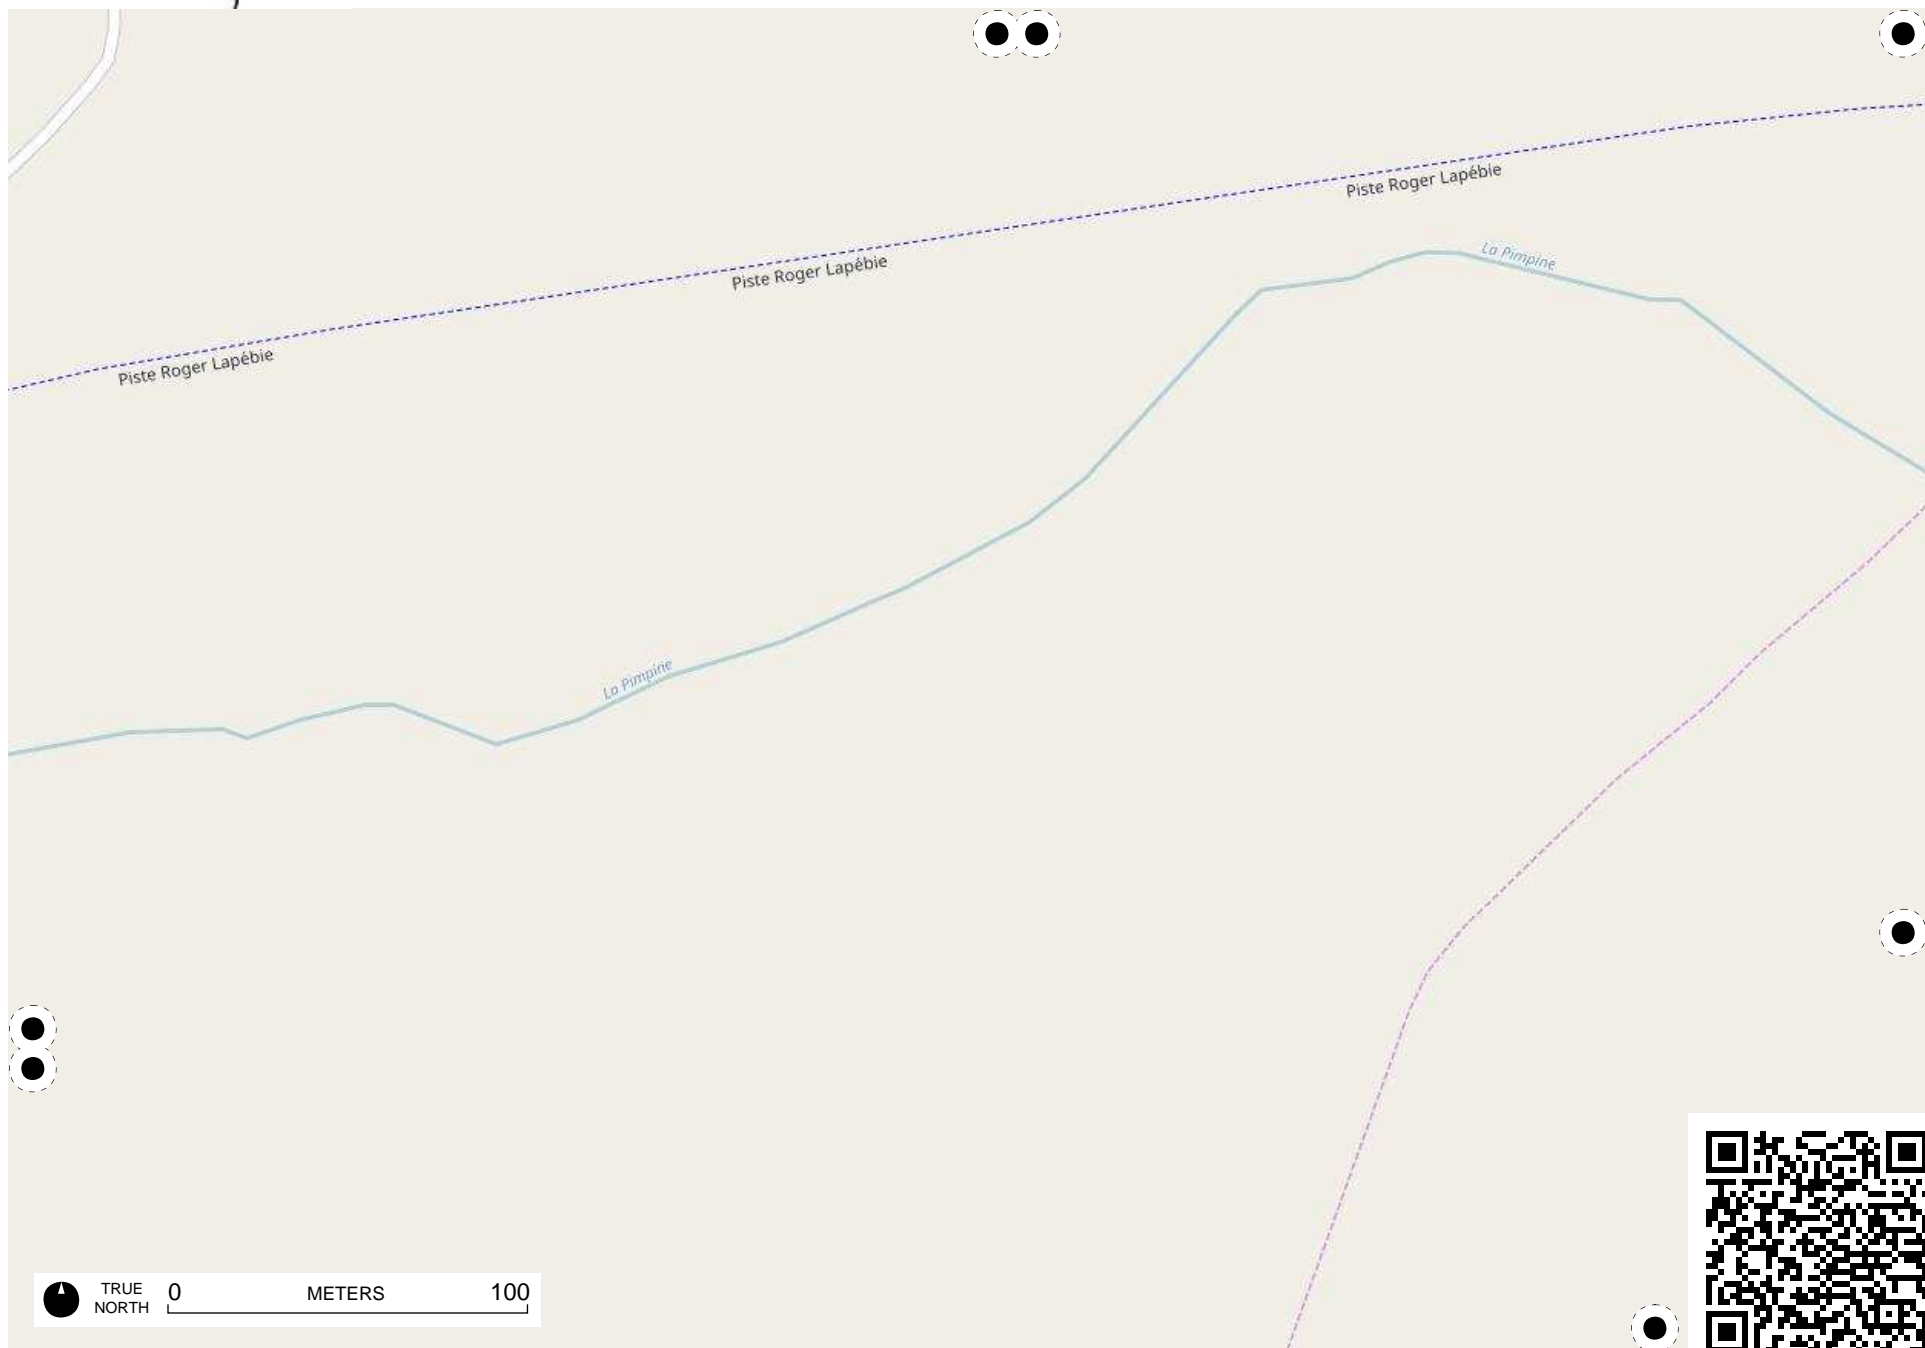 Piste Roger Lapébie
La Pimpine
Piste Roger Lapébie
Piste Roger Lapébie
La Pimpine
TRUE NORTH
0 METERS 100